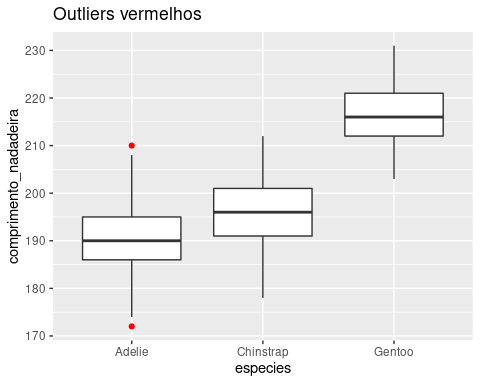 Outliers vermelhos
comprimento_nadadeira
230
220
210
200
190
180
170
Adelie Chinstrap Gentoo
especies